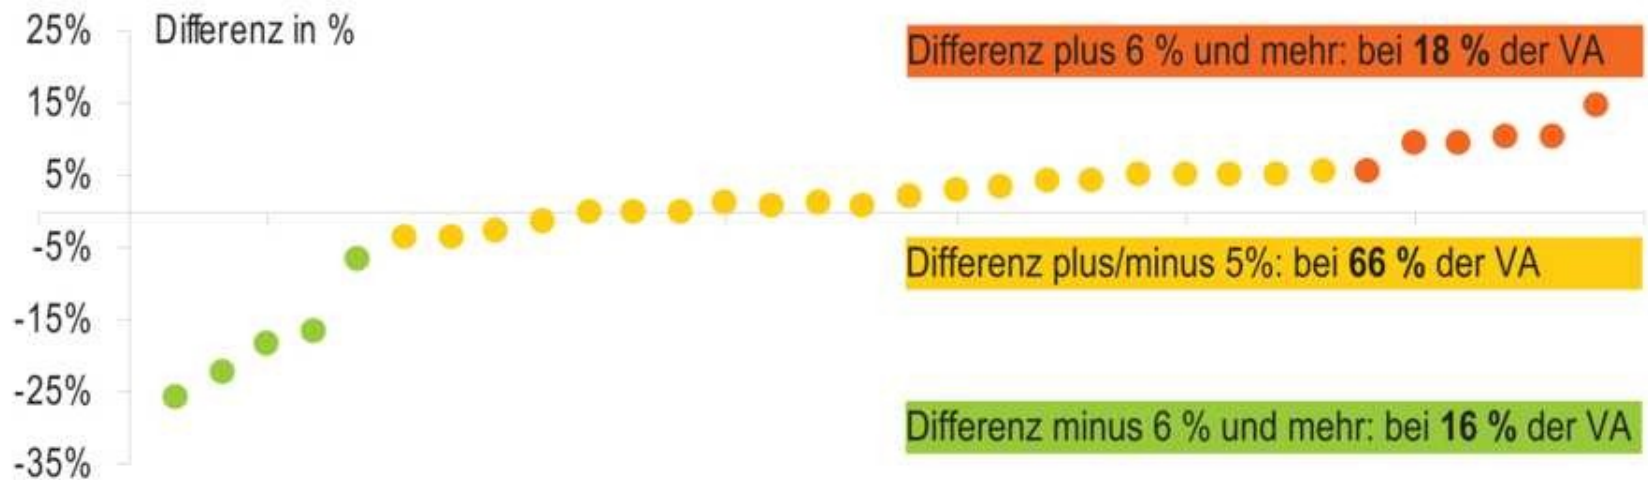 Differenz in %
25%
15%
5%
-5%
-15%
-25%
-35%
Differenz plus 6 % und mehr: bei 18 % der VA
Differenz plus/minus 5%: bei 66 % der VA
Differenz minus 6 % und mehr: bei 16 % der VA